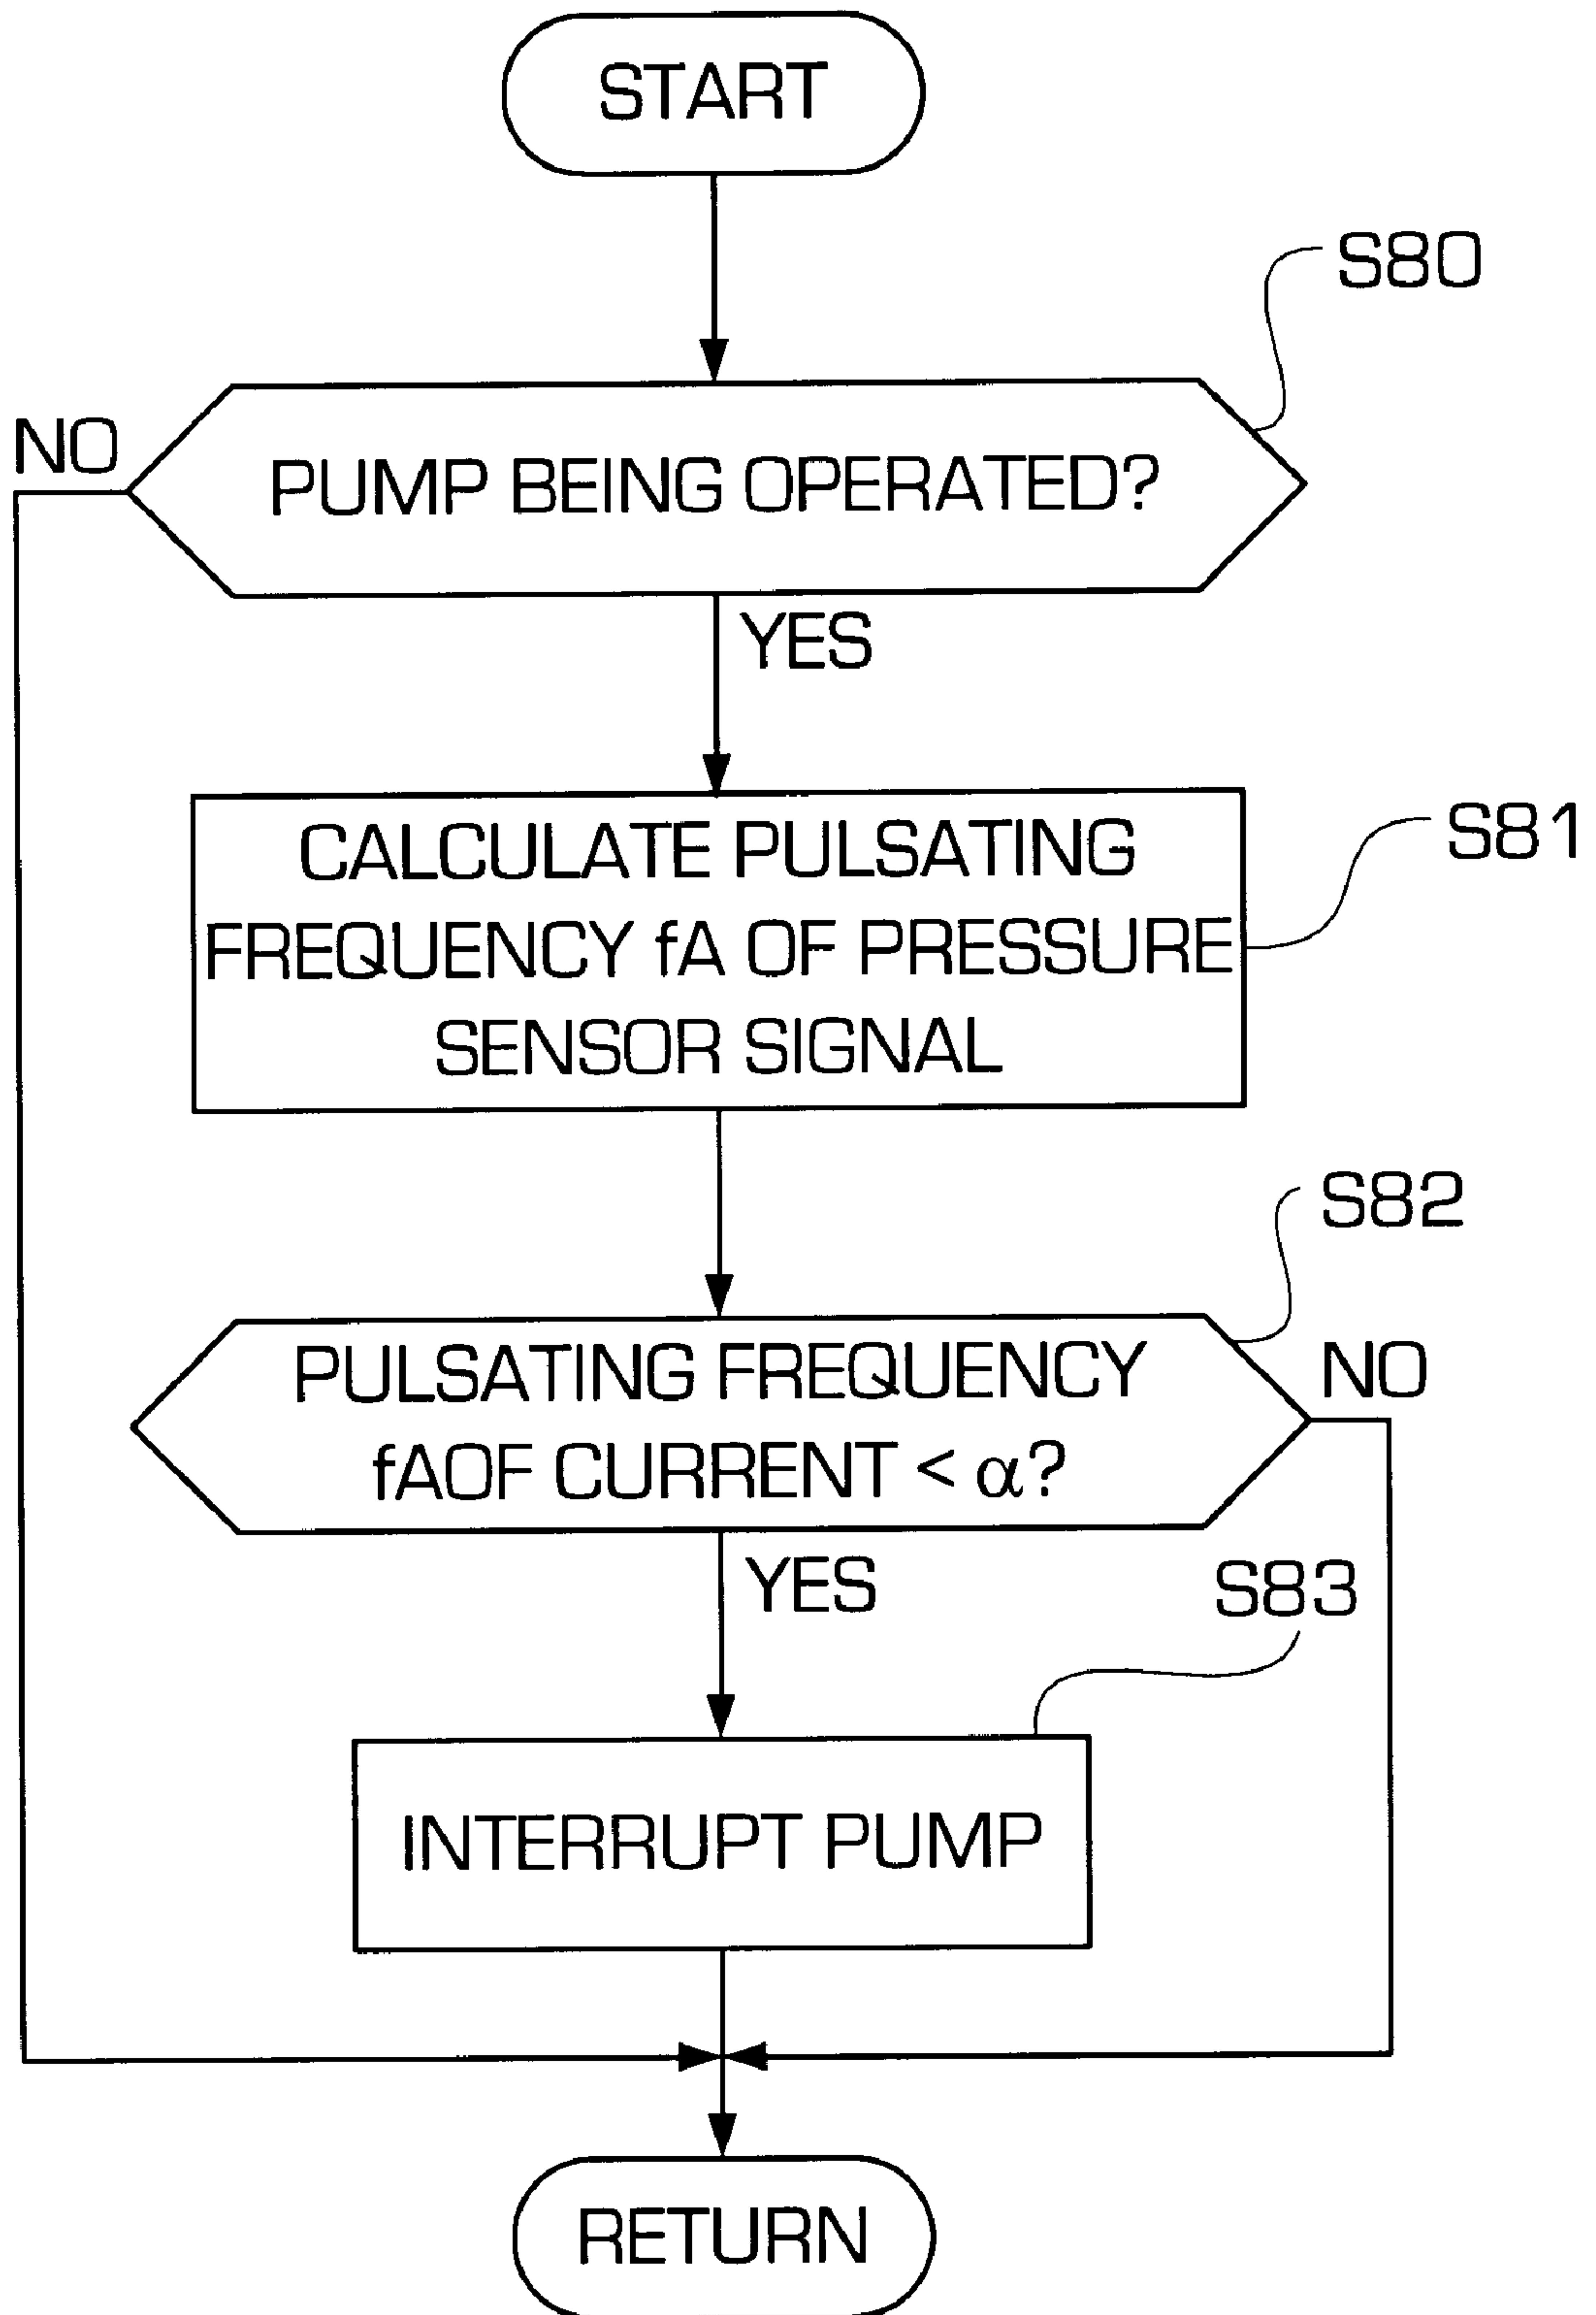 START
S80
NO
PUMP BEING OPERATED?
YES
CALCULATE PULSATING
S81
FREQUENCY fA OF PRESSURE
SENSOR SIGNAL
S82
PULSATING FREQUENCY
NO
fAOF CURRENT < α?
YES
S83
INTERRUPT PUMP
RETURN